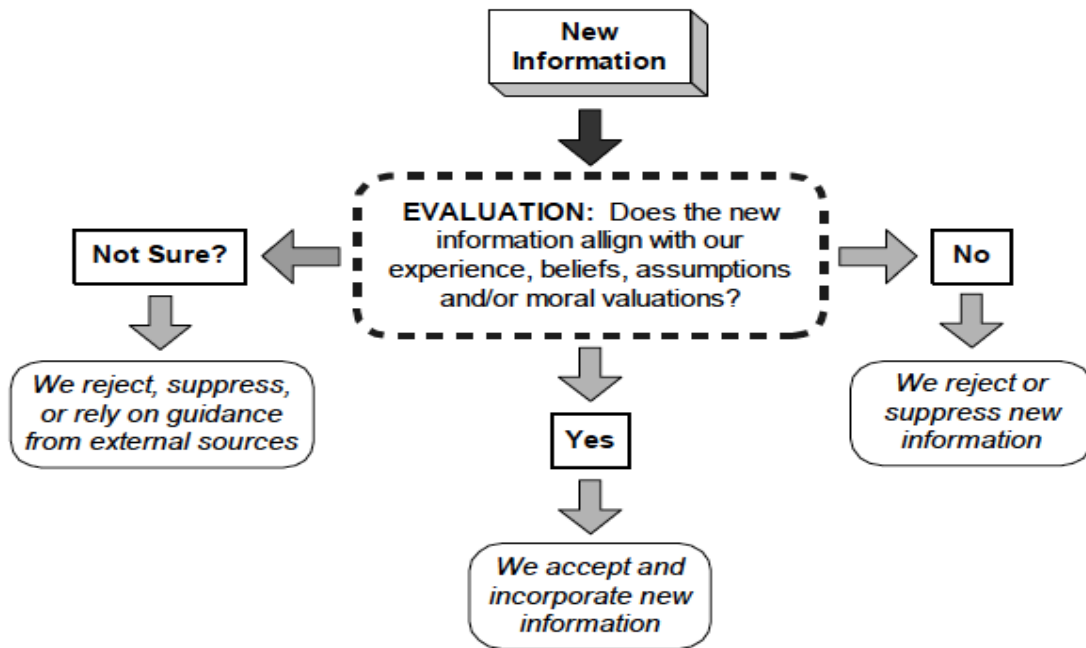 New
Information
EVALUATION: Does the new
information allign with our
experience, beliefs, assumptions
and/or moral valuations?
Not Sure?
No
We reject, suppress,
or rely on guidance
from external sources
Yes
We reject or
suppress new
information
We accept and
incorporate new
information